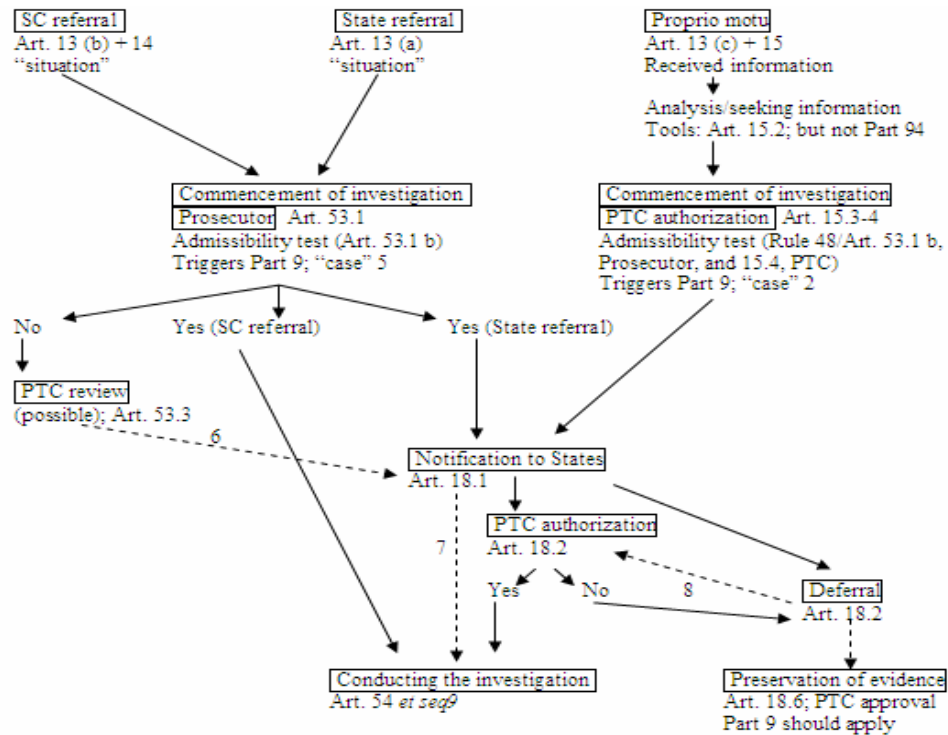 SC referral
Art. 13 (b) + 14
“situation”
State referral
Art. 13 (a)
“situation”
Proprio motu
Art. 13 (c) + 15
Received information
Analysis/seeking information
Tools: Art. 15.2; but not Part 94
Commencement of investigation
Prosecutor Art. 53.1
Admissibility test (Art. 53.1 b)
Triggers Part 9; “case” 5
Commencement of investigation
PTC authorization Art. 15.3-4
Admissibility test (Rule 48/Art. 53.1 b,
Prosecutor, and 15.4, PTC)
Triggers Part 9; “case” 2
No
Yes (SC referral)
Yes (State referral)
PTC review
(possible); Art. 53.3
6
Notification to States
Art. 18.1
PTC authorization
Art. 18.2
7
Yes
No
8
Deferral
Art. 18.2
Conducting the investigation
Art. 54 et seq9
Preservation of evidence
Art. 18.6; PTC approval
Part 9 should apply